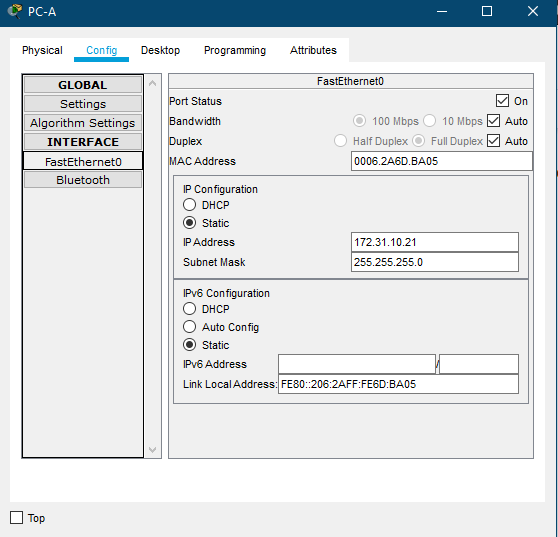 PC-A
Physical Config Desktop Programming Attributes
GLOBAL
Settings
Algorithm Settings
INTERFACE
FastEthernet0
Bluetooth
FastEthernet0
Port Status On
Bandwidth 100 Mbps 10 Mbps Auto
Duplex Half Duplex Full Duplex Auto
MAC Address 0006.2A6D.BA05
IP Configuration
DHCP
Static
IP Address 172.31.10.21
Subnet Mask 255.255.255.0
IPv6 Configuration
DHCP
Auto Config
Static
IPv6 Address /
Link Local Address: FE80::206:2AFF:FE6D:BA05
Top